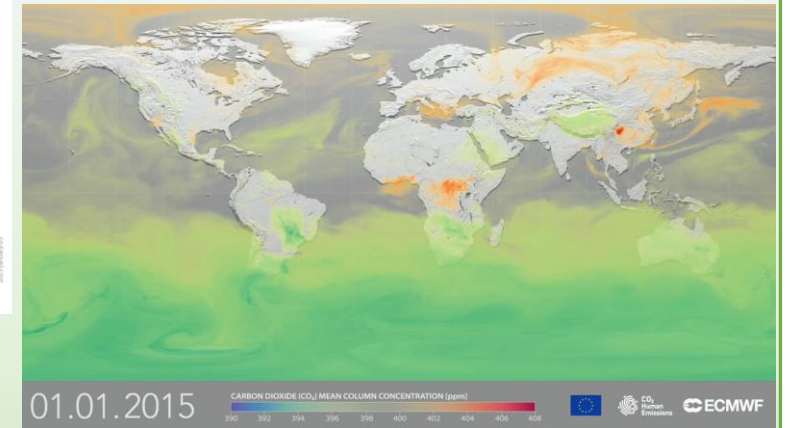 01.01.2015
CARBON DIOXIDE (CO₂) MEAN COLUMN CONCENTRATION [ppm]
390 392 394 396 398 400 402 404 406 408
CO₂
Human
Emissions
ECMWF